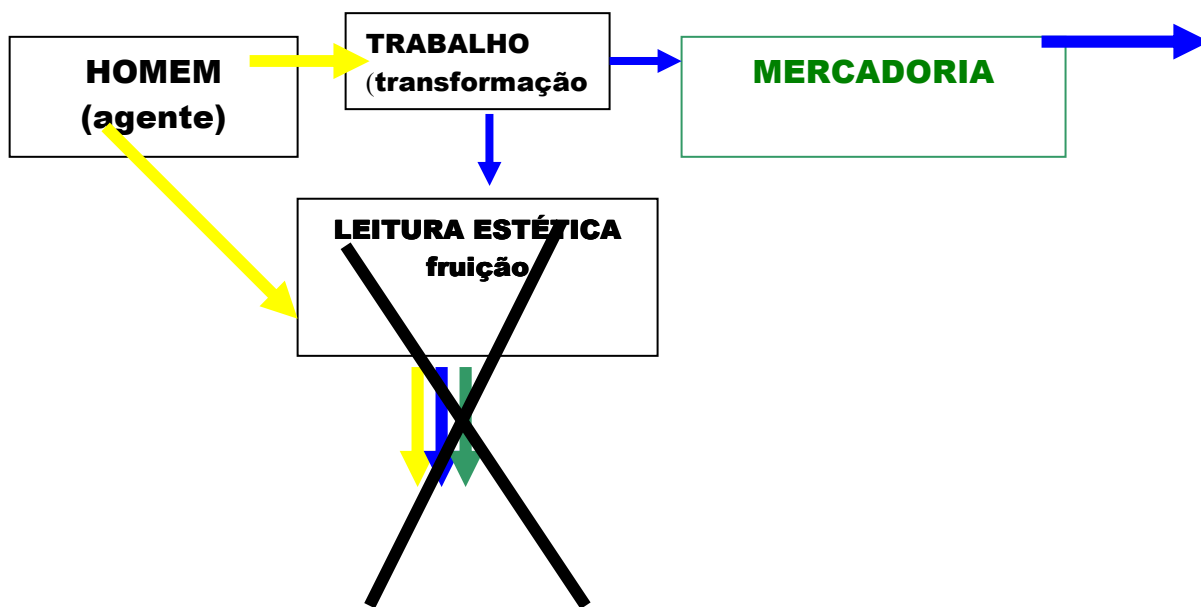 HOMEM
(agente)
TRABALHO
(transformação
MERCADORIA
LEITURA ESTÉTICA
fruição